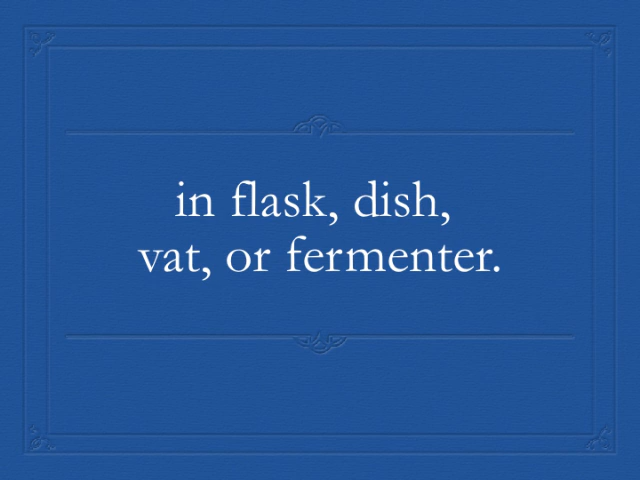 in flask, dish,
vat, or fermenter.